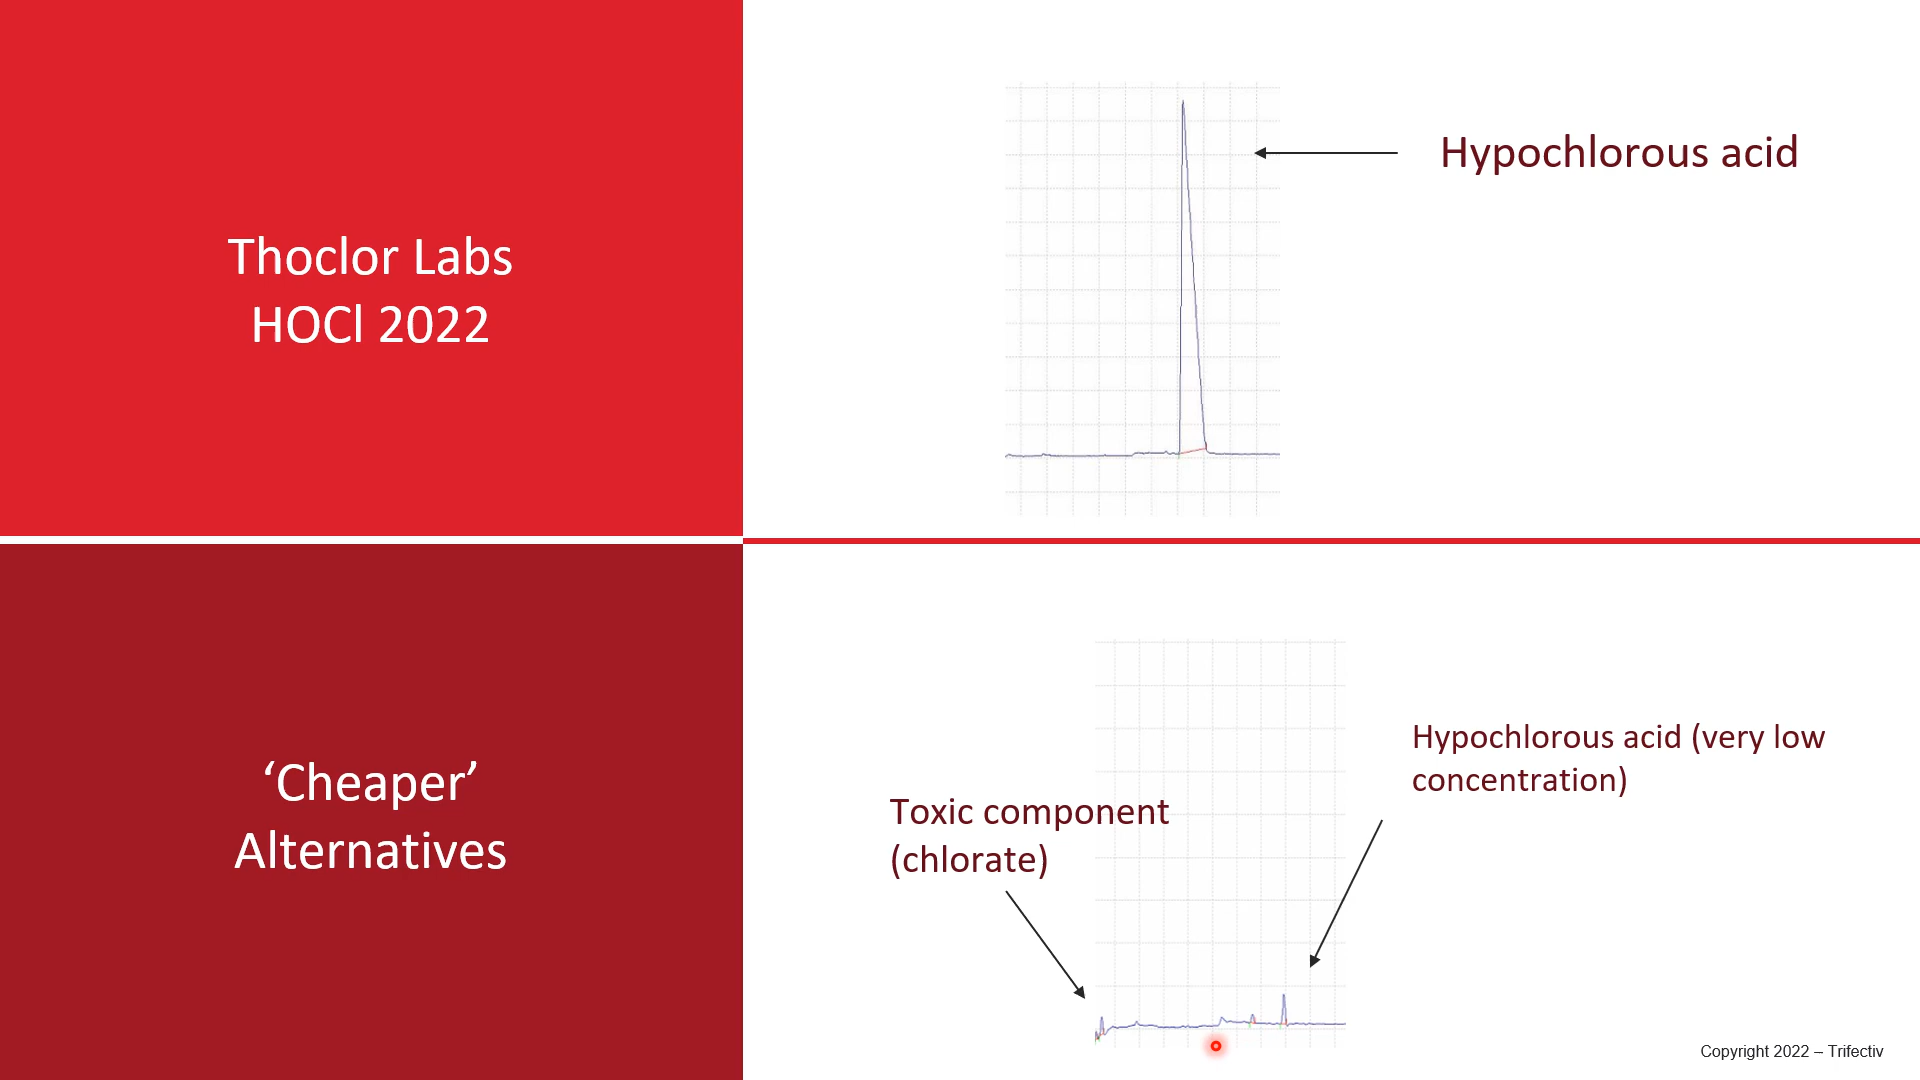 Thoclor Labs
HOCl 2022
Hypochlorous acid
‘Cheaper’
Alternatives
Toxic component
(chlorate)
Hypochlorous acid (very low
concentration)
Copyright 2022 – Trifectiv